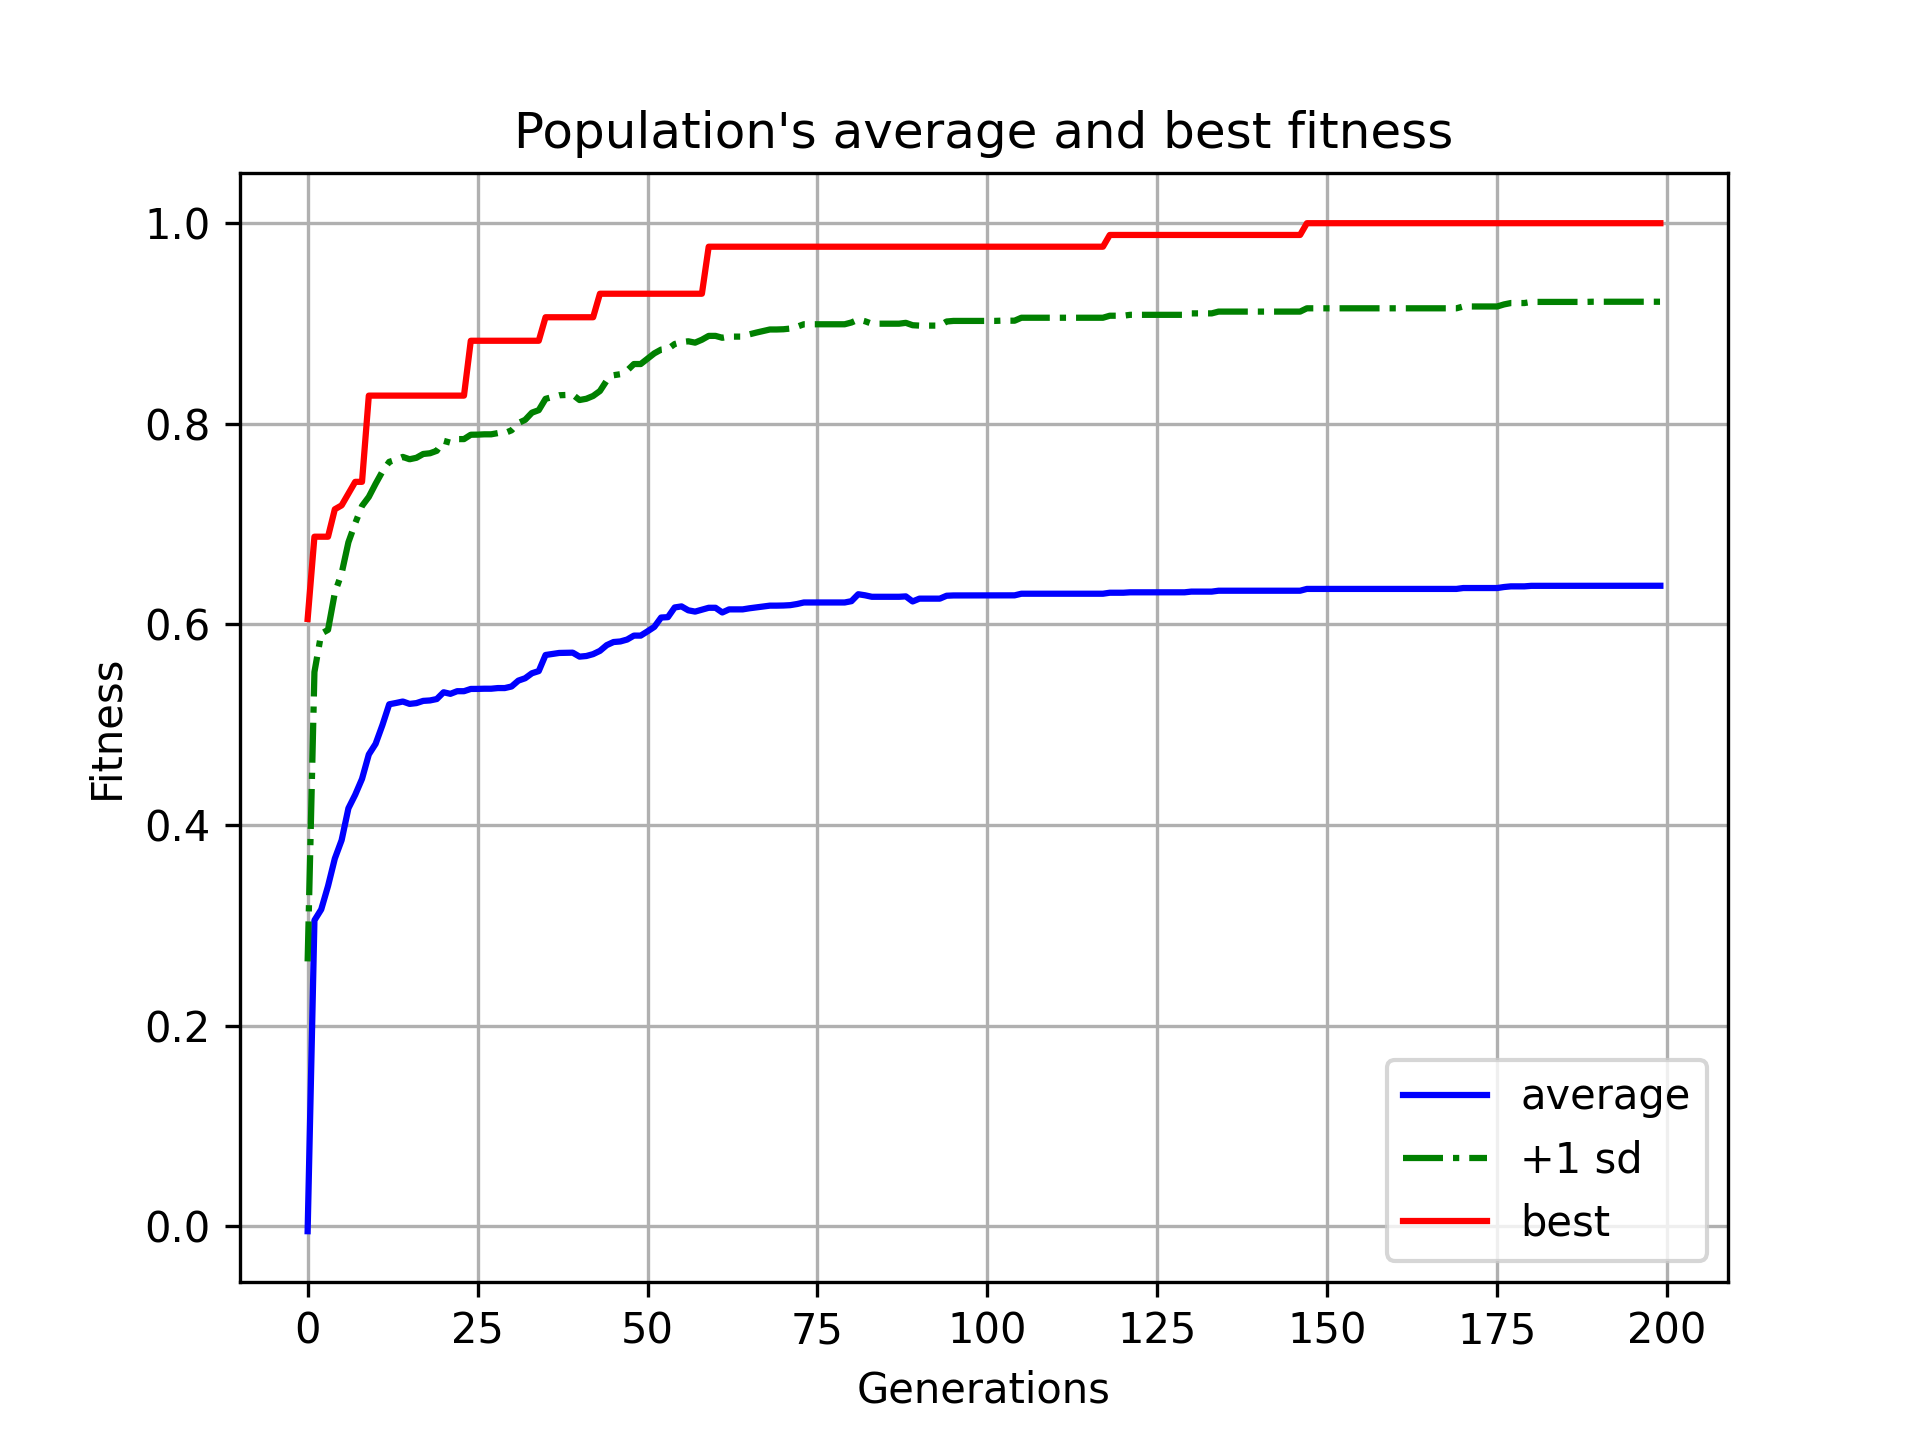 Population's average and best fitness
1.0
0.8
0.6
0.4
0.2
0.0
Fitness
0 25 50 75 100 125 150 175 200
Generations
average
+1 sd
best